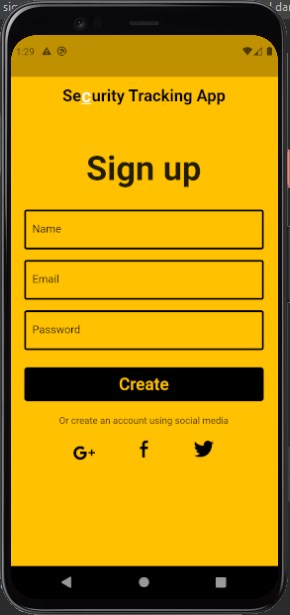 1:29
Security Tracking App
Sign up
Name
Email
Password
Create
Or create an account using social media
G+
f